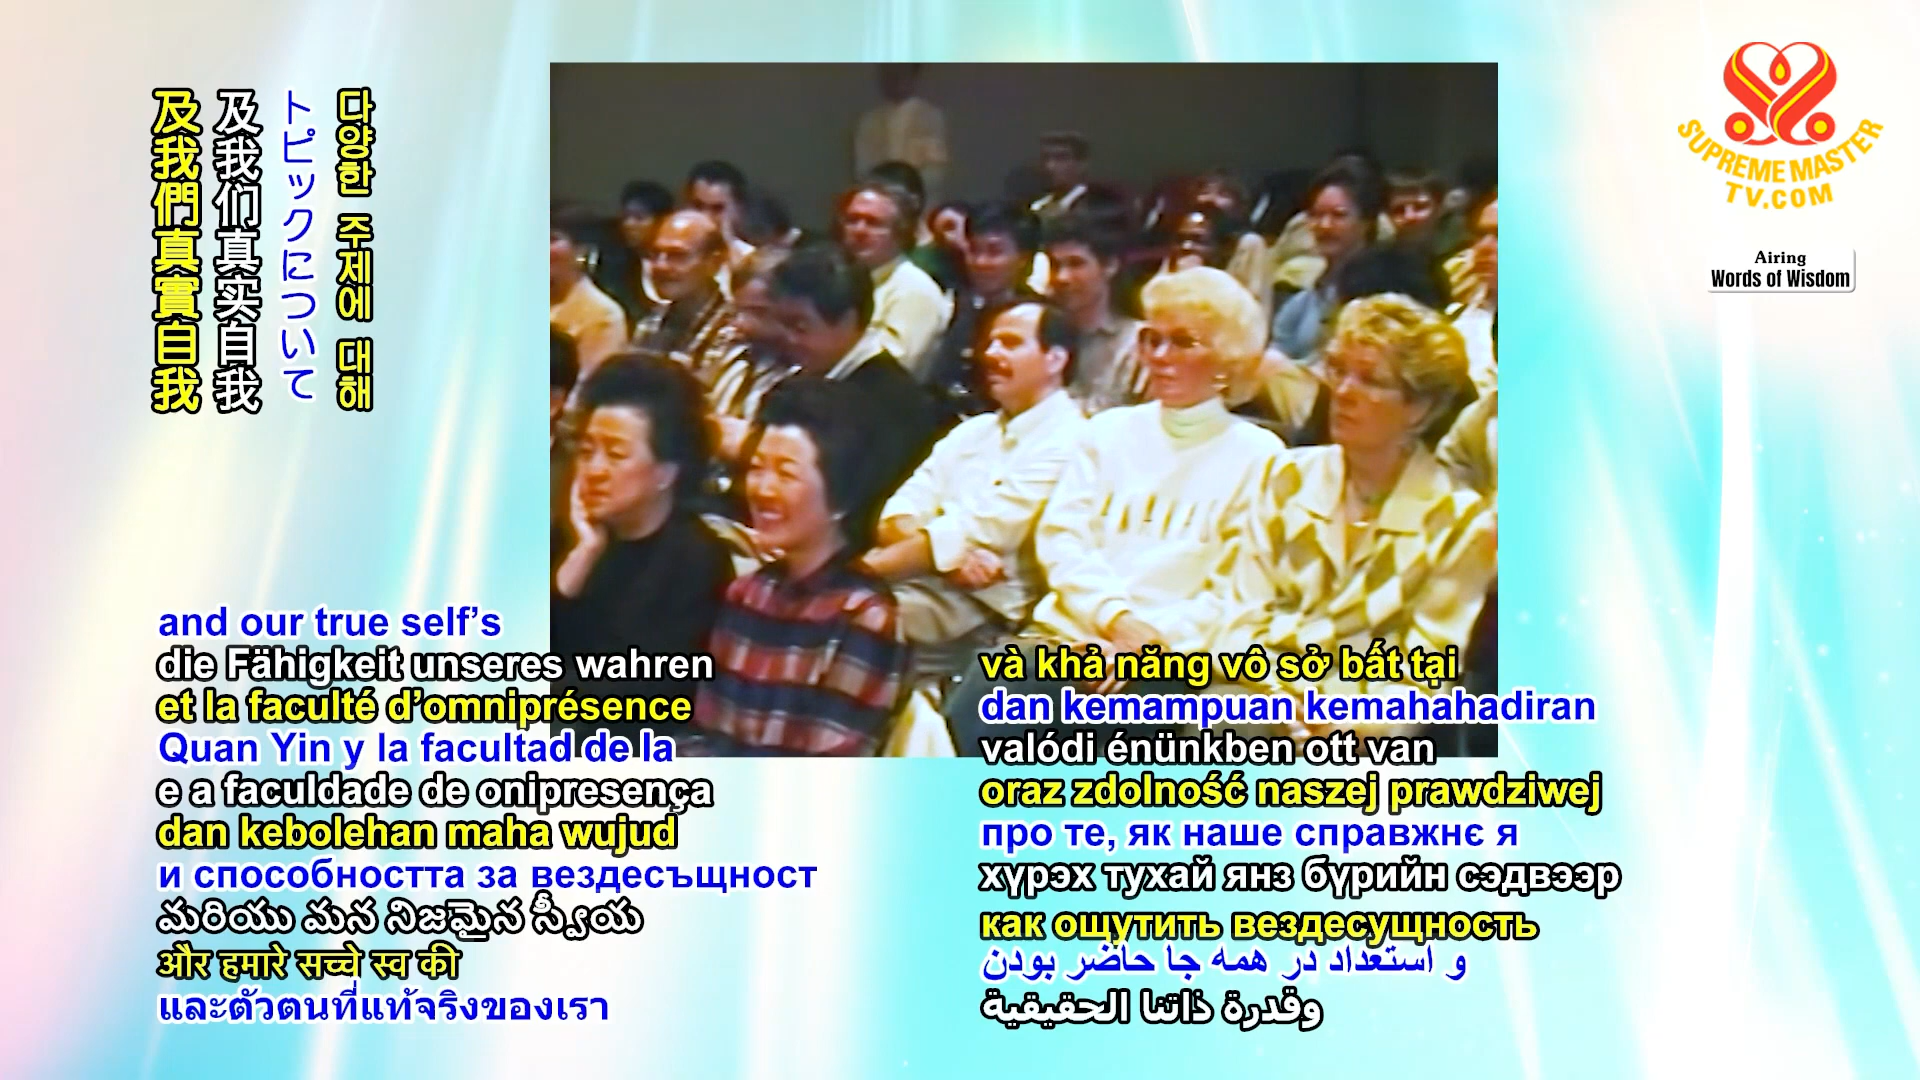 及我們真實自我
及我们真实自我
トピックについて
다양한 주제에 대해
SUPREME MASTER
TV.COM
Airing
Words of Wisdom
and our true self’s
die Fähigkeit unseres wahren
et la faculté d’omniprésence
Quan Yin y la facultad de la
e a faculdade de onipresença
dan kebolehan maha wujud
и способността за вездесъщност
మరియు మన నిజమైన స్వీయ
और हमारे सच्चे स्व की
และตัวตนที่แท้จริงของเรา
và khả năng vô sở bất tại
dan kemampuan kemahahadiran
valódi énünkben ott van
oraz zdolność naszej prawdziwej
про те, як наше справжнє я
хүрэх тухай янз бүрийн сэдвээр
как ощутить вездесущность
و استعداد در همه جا حاضر بودن
وقدرة ذاتنا الحقيقية